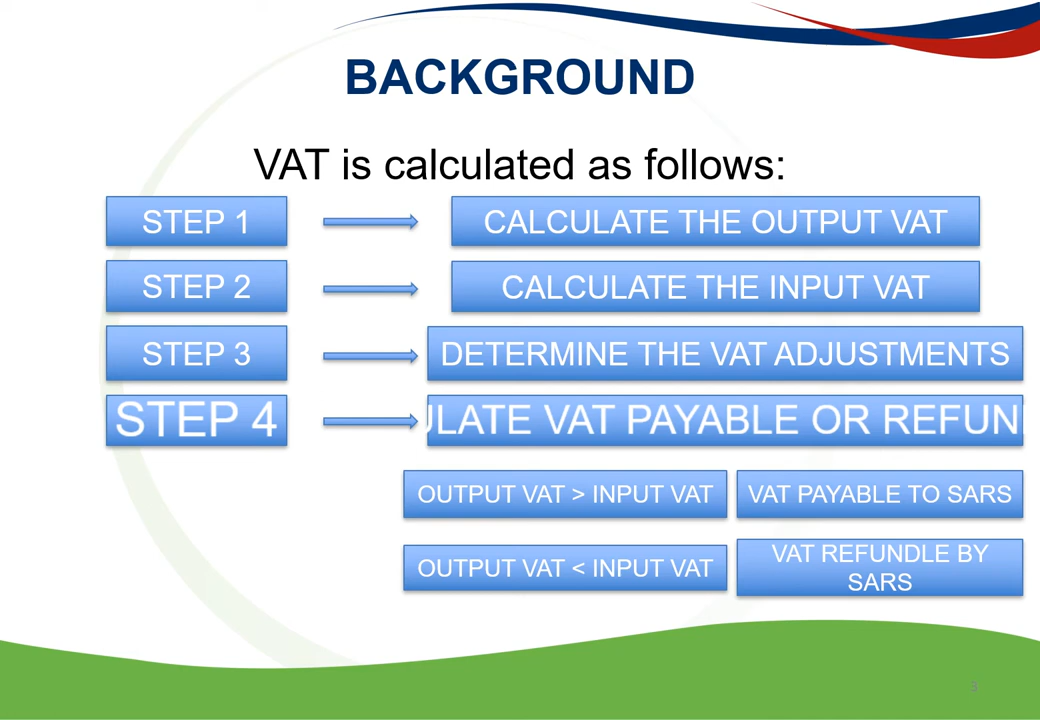 BACKGROUND
VAT is calculated as follows:
STEP 1
CALCULATE THE OUTPUT VAT
STEP 2
CALCULATE THE INPUT VAT
STEP 3
DETERMINE THE VAT ADJUSTMENTS
STEP 4
ULATE VAT PAYABLE OR REFUN
OUTPUT VAT > INPUT VAT
VAT PAYABLE TO SARS
OUTPUT VAT < INPUT VAT
VAT REFUNDLE BY
SARS